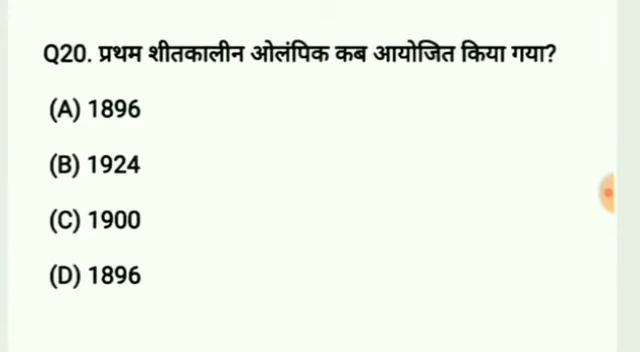 Q20. प्रथम शीतकालीन ओलंपिक कब आयोजित किया गया?
(A) 1896
(B) 1924
(C) 1900
(D) 1896